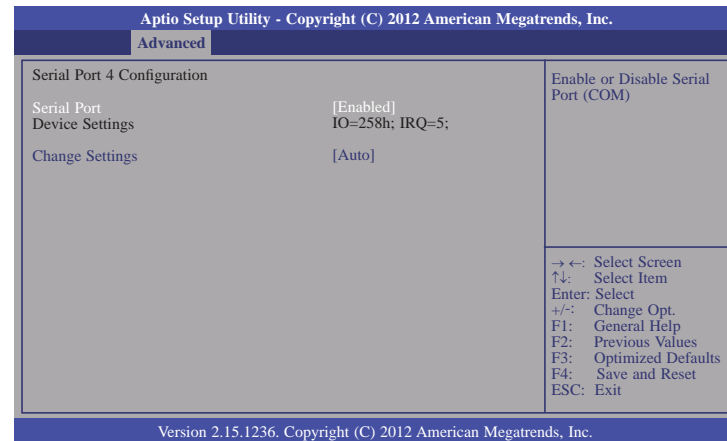 Aptio Setup Utility - Copyright (C) 2012 American Megatrends, Inc.
Advanced
Serial Port 4 Configuration
Serial Port [Enabled]
Device Settings IO=258h; IRQ=5;
Change Settings [Auto]
Enable or Disable Serial
Port (COM)
→ ←: Select Screen
↑↓: Select Item
Enter: Select
+/-: Change Opt.
F1: General Help
F2: Previous Values
F3: Optimized Defaults
F4: Save and Reset
ESC: Exit
Version 2.15.1236. Copyright (C) 2012 American Megatrends, Inc.